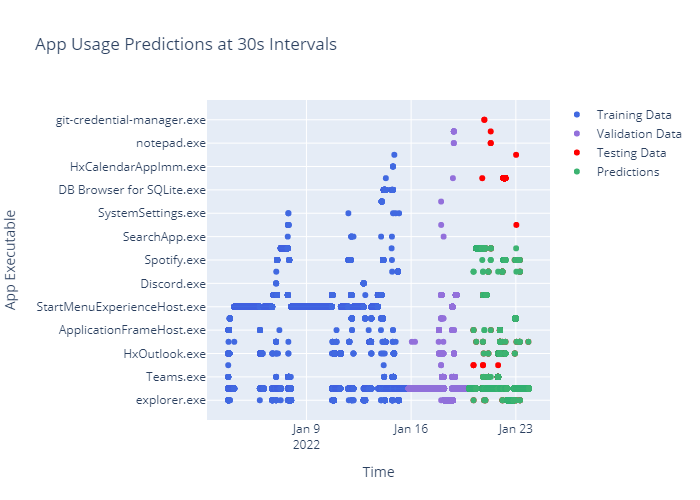 App Usage Predictions at 30s Intervals
Training Data
Validation Data
Testing Data
Predictions
App Executable
git-credential-manager.exe
notepad.exe
HxCalendarAppImm.exe
DB Browser for SQLite.exe
SystemSettings.exe
SearchApp.exe
Spotify.exe
Discord.exe
StartMenuExperienceHost.exe
ApplicationFrameHost.exe
HxOutlook.exe
Teams.exe
explorer.exe
Jan 9
2022
Jan 16
Jan 23
Time